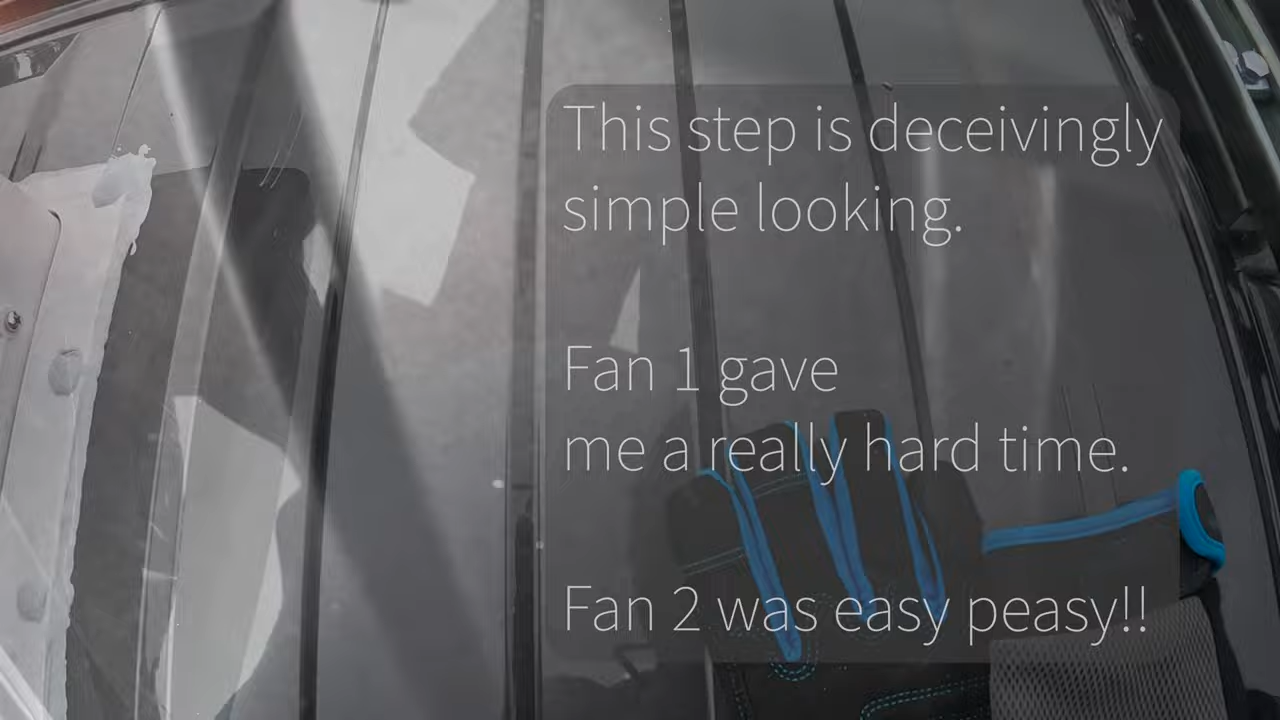 This step is deceivingly
simple looking.
Fan 1 gave
me a really hard time.
Fan 2 was easy peasy!!